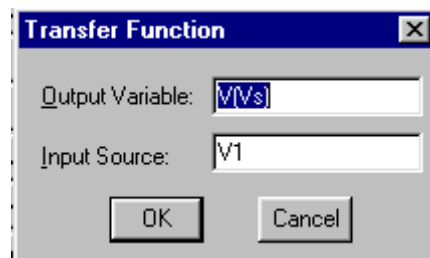 Transfer Function
Output Variable: V(Vs)
Input Source: V1
OK Cancel